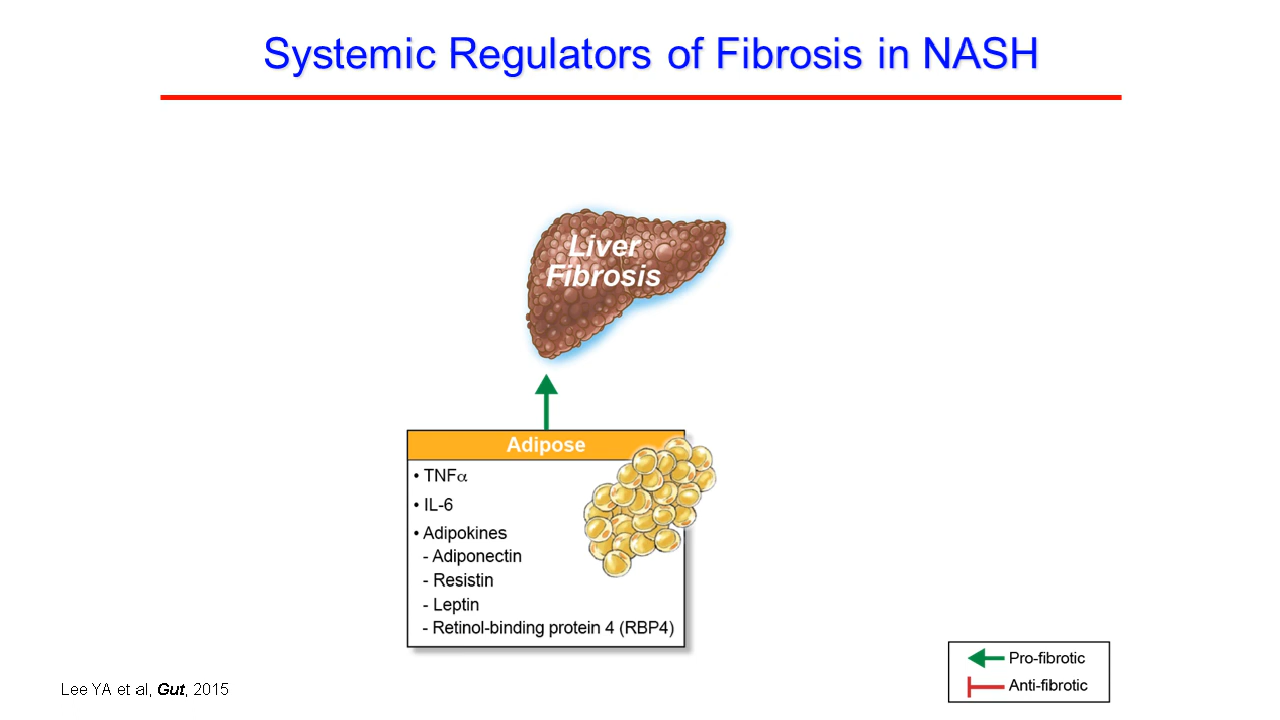 Systemic Regulators of Fibrosis in NASH
Liver
Fibrosis
Adipose
• TNFα
• IL-6
• Adipokines
- Adiponectin
- Resistin
- Leptin
- Retinol-binding protein 4 (RBP4)
Pro-fibrotic
Anti-fibrotic
Lee YA et al, Gut, 2015